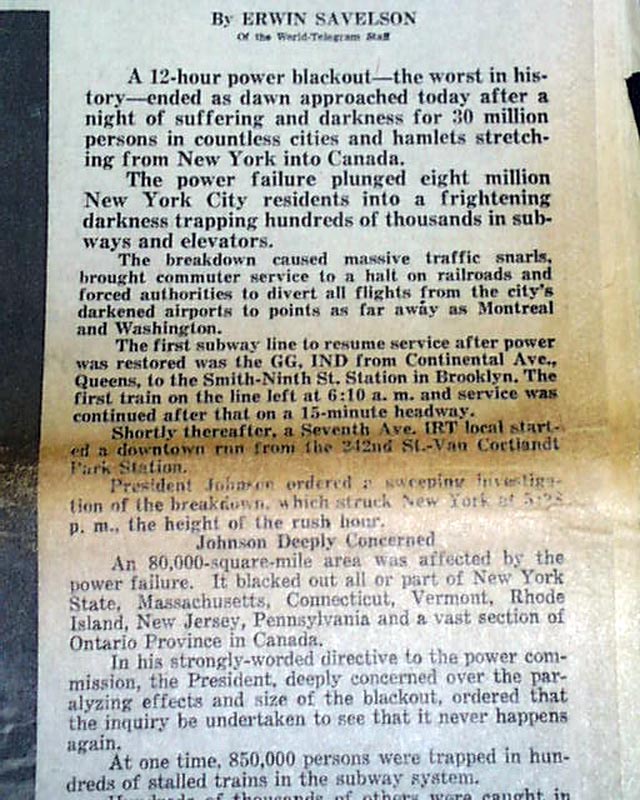 By ERWIN SAVELSON
Of the World-Telegram Staff
A 12-hour power blackout—the worst in his-
tory—ended as dawn approached today after a
night of suffering and darkness for 30 million
persons in countless cities and hamlets stretch-
ing from New York into Canada.
The power failure plunged eight million
New York City residents into a frightening
darkness trapping hundreds of thousands in sub-
ways and elevators.
The breakdown caused massive traffic snarls,
brought commuter service to a halt on railroads and
forced authorities to divert all flights from the city's
darkened airports to points as far away as Montreal
and Washington.
The first subway line to resume service after power
was restored was the GG, IND from Continental Ave.,
Queens, to the Smith-Ninth St. Station in Brooklyn. The
first train on the line left at 6:10 a. m. and service was
continued after that on a 15-minute headway.
Shortly thereafter, a Seventh Ave. IRT local start-
ed a downtown run from the 242nd St.-Van Cortlandt
Park Station.
President Johnson ordered a sweeping investiga-
tion of the breakdown, which struck New York at
p. m., the height of the rush hour.
Johnson Deeply Concerned
An 80,000-square-mile area was affected by the
power failure. It blacked out all or part of New York
State, Massachusetts, Connecticut, Vermont, Rhode
Island, New Jersey, Pennsylvania and a vast section of
Ontario Province in Canada.
In his strongly-worded directive to the power com-
mission, the President, deeply concerned over the par-
alyzing effects and size of the blackout, ordered that
the inquiry be undertaken to see that it never happens
again.
At one time, 850,000 persons were trapped in hun-
dreds of stalled trains in the subway system.
Hundreds of thousands of others were caught in